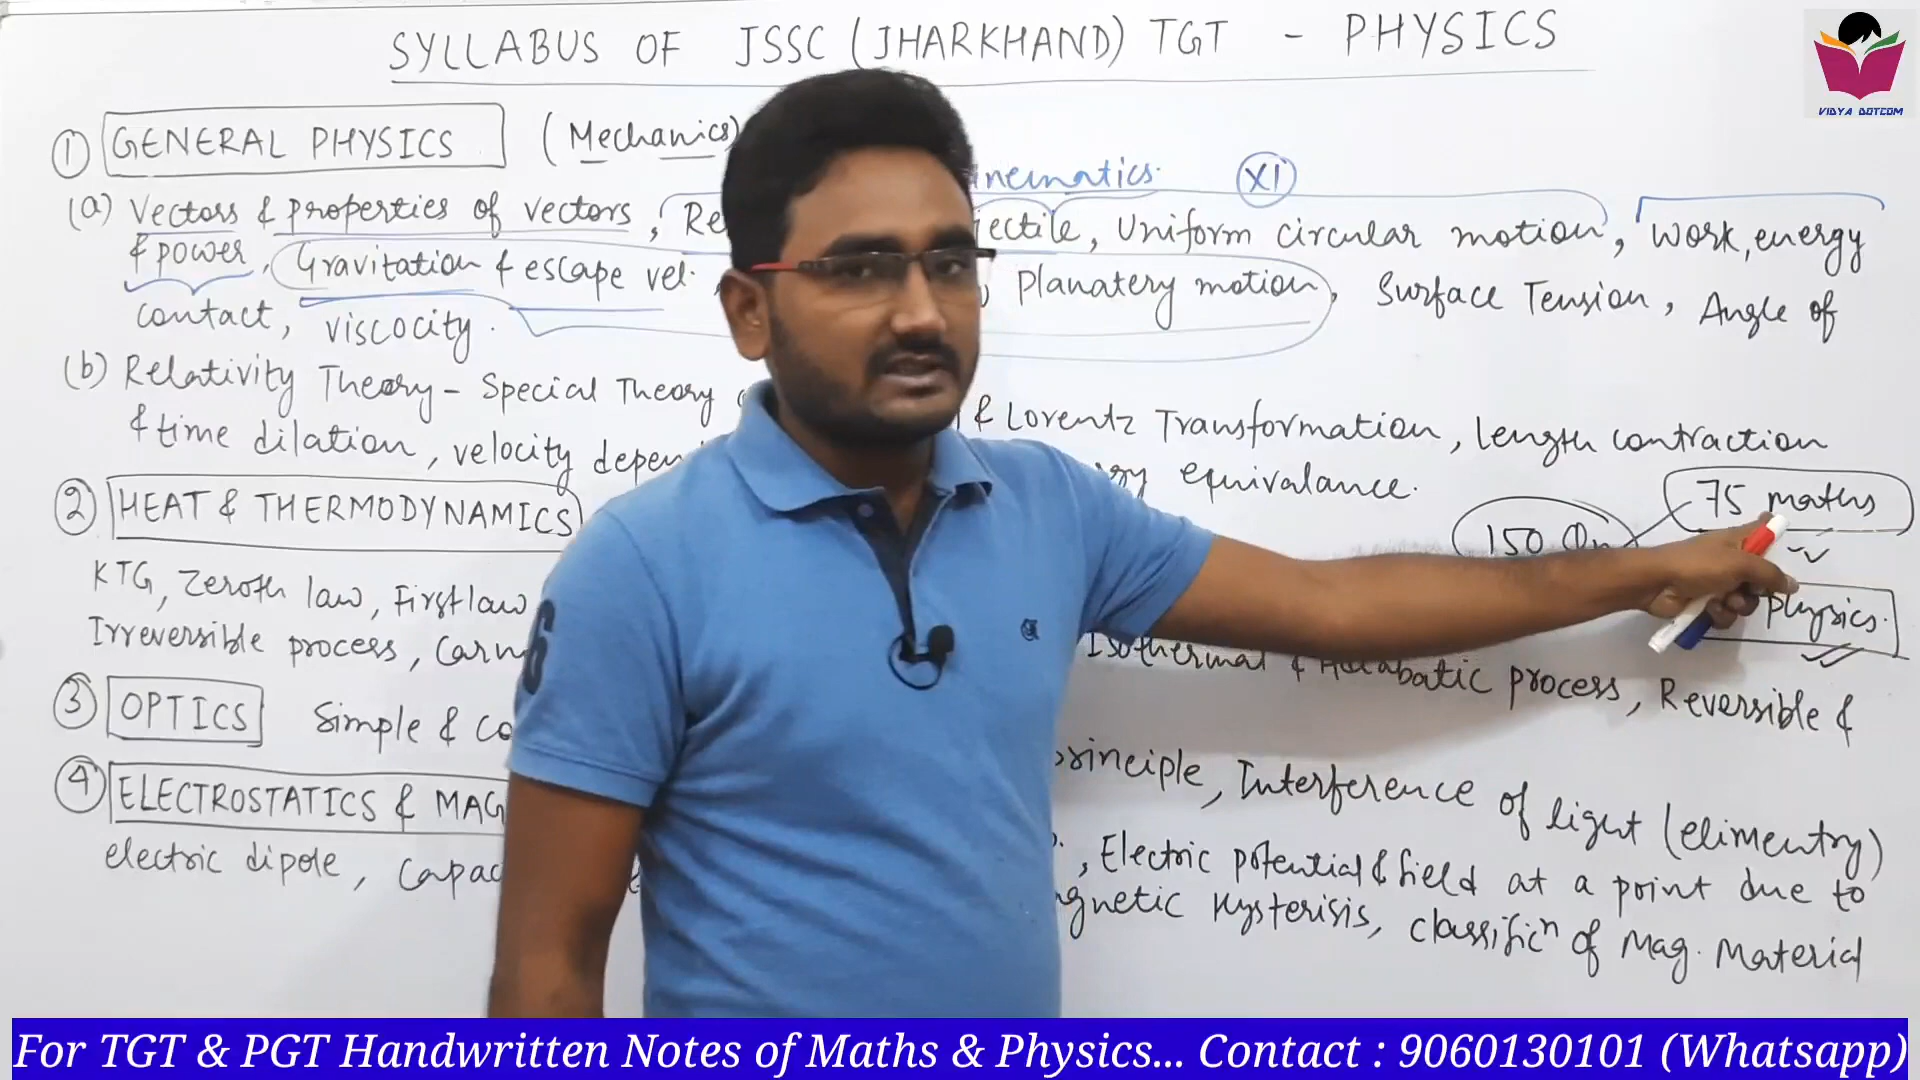 SYLLABUS OF JSSC (JHARKHAND) TGT - PHYSICS
VIDYA DOTCOM
① GENERAL PHYSICS (Mechanics)
inematics. XI
(a) Vectors & properties of vectors, Re jectile, Uniform circular motion, work, energy
& power, Gravitation & escape vel. Planatery motion, Surface Tension, Angle of
contact, viscocity.
(b) Relativity Theory - Special Theory & Lorentz Transformation, length contraction
& time dilation, velocity depen equivalance.
75 maths
② HEAT & THERMODYNAMICS 150 Qn
physics.
KTG, Zeroth law, First law Isothermal & Adiabatic process, Reversible &
Irreversible process, Carn
③ OPTICS Simple & Co principle, Interference of light (elimentry)
④ ELECTROSTATICS & MAG , Electric potential & field at a point due to
electric dipole, Capac gnetic Hysterisis, classificⁿ of Mag. Material
6
For TGT & PGT Handwritten Notes of Maths & Physics... Contact : 9060130101 (Whatsapp)